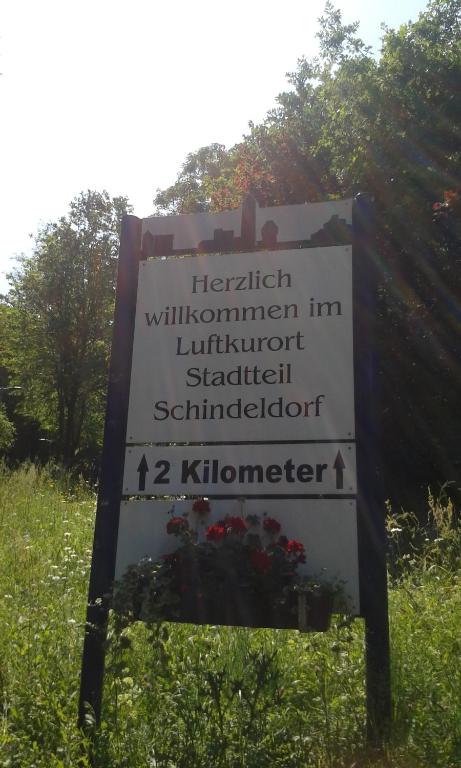 Herzlich
willkommen im
Luftkurort
Stadtteil
Schindeldorf
2 Kilometer